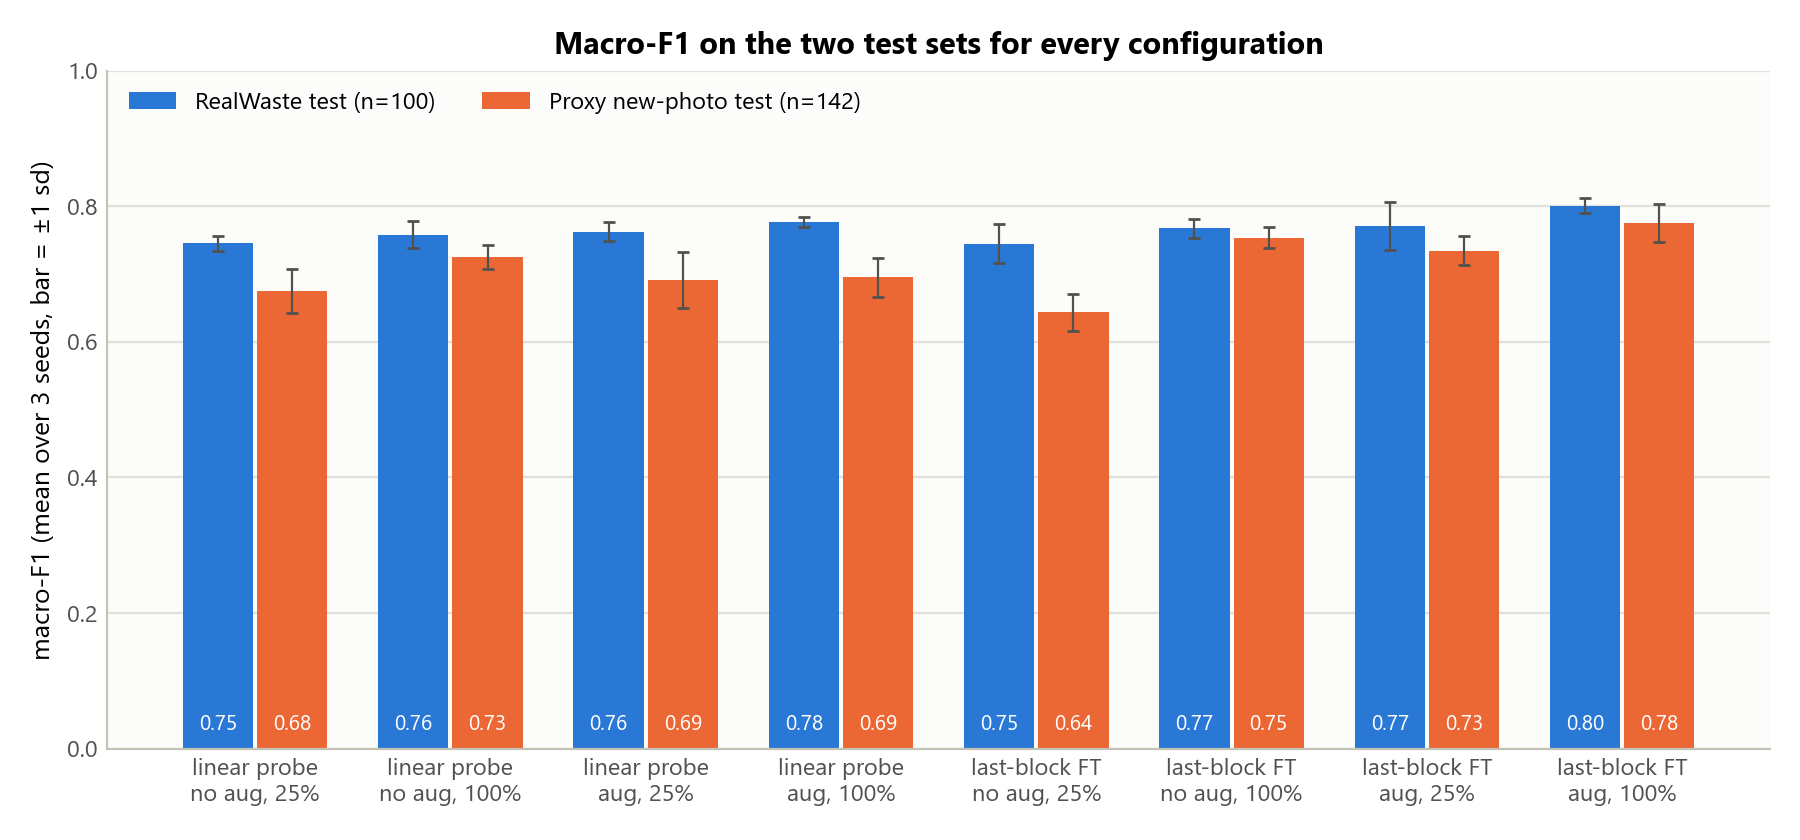 Macro-F1 on the two test sets for every configuration
RealWaste test (n=100)
Proxy new-photo test (n=142)
macro-F1 (mean over 3 seeds, bar = ±1 sd)
1.0
0.8
0.6
0.4
0.2
0.0
0.75 0.68 0.76 0.73 0.76 0.69 0.78 0.69 0.75 0.64 0.77 0.75 0.77 0.73 0.80 0.78
linear probe
no aug, 25%
linear probe
no aug, 100%
linear probe
aug, 25%
linear probe
aug, 100%
last-block FT
no aug, 25%
last-block FT
no aug, 100%
last-block FT
aug, 25%
last-block FT
aug, 100%